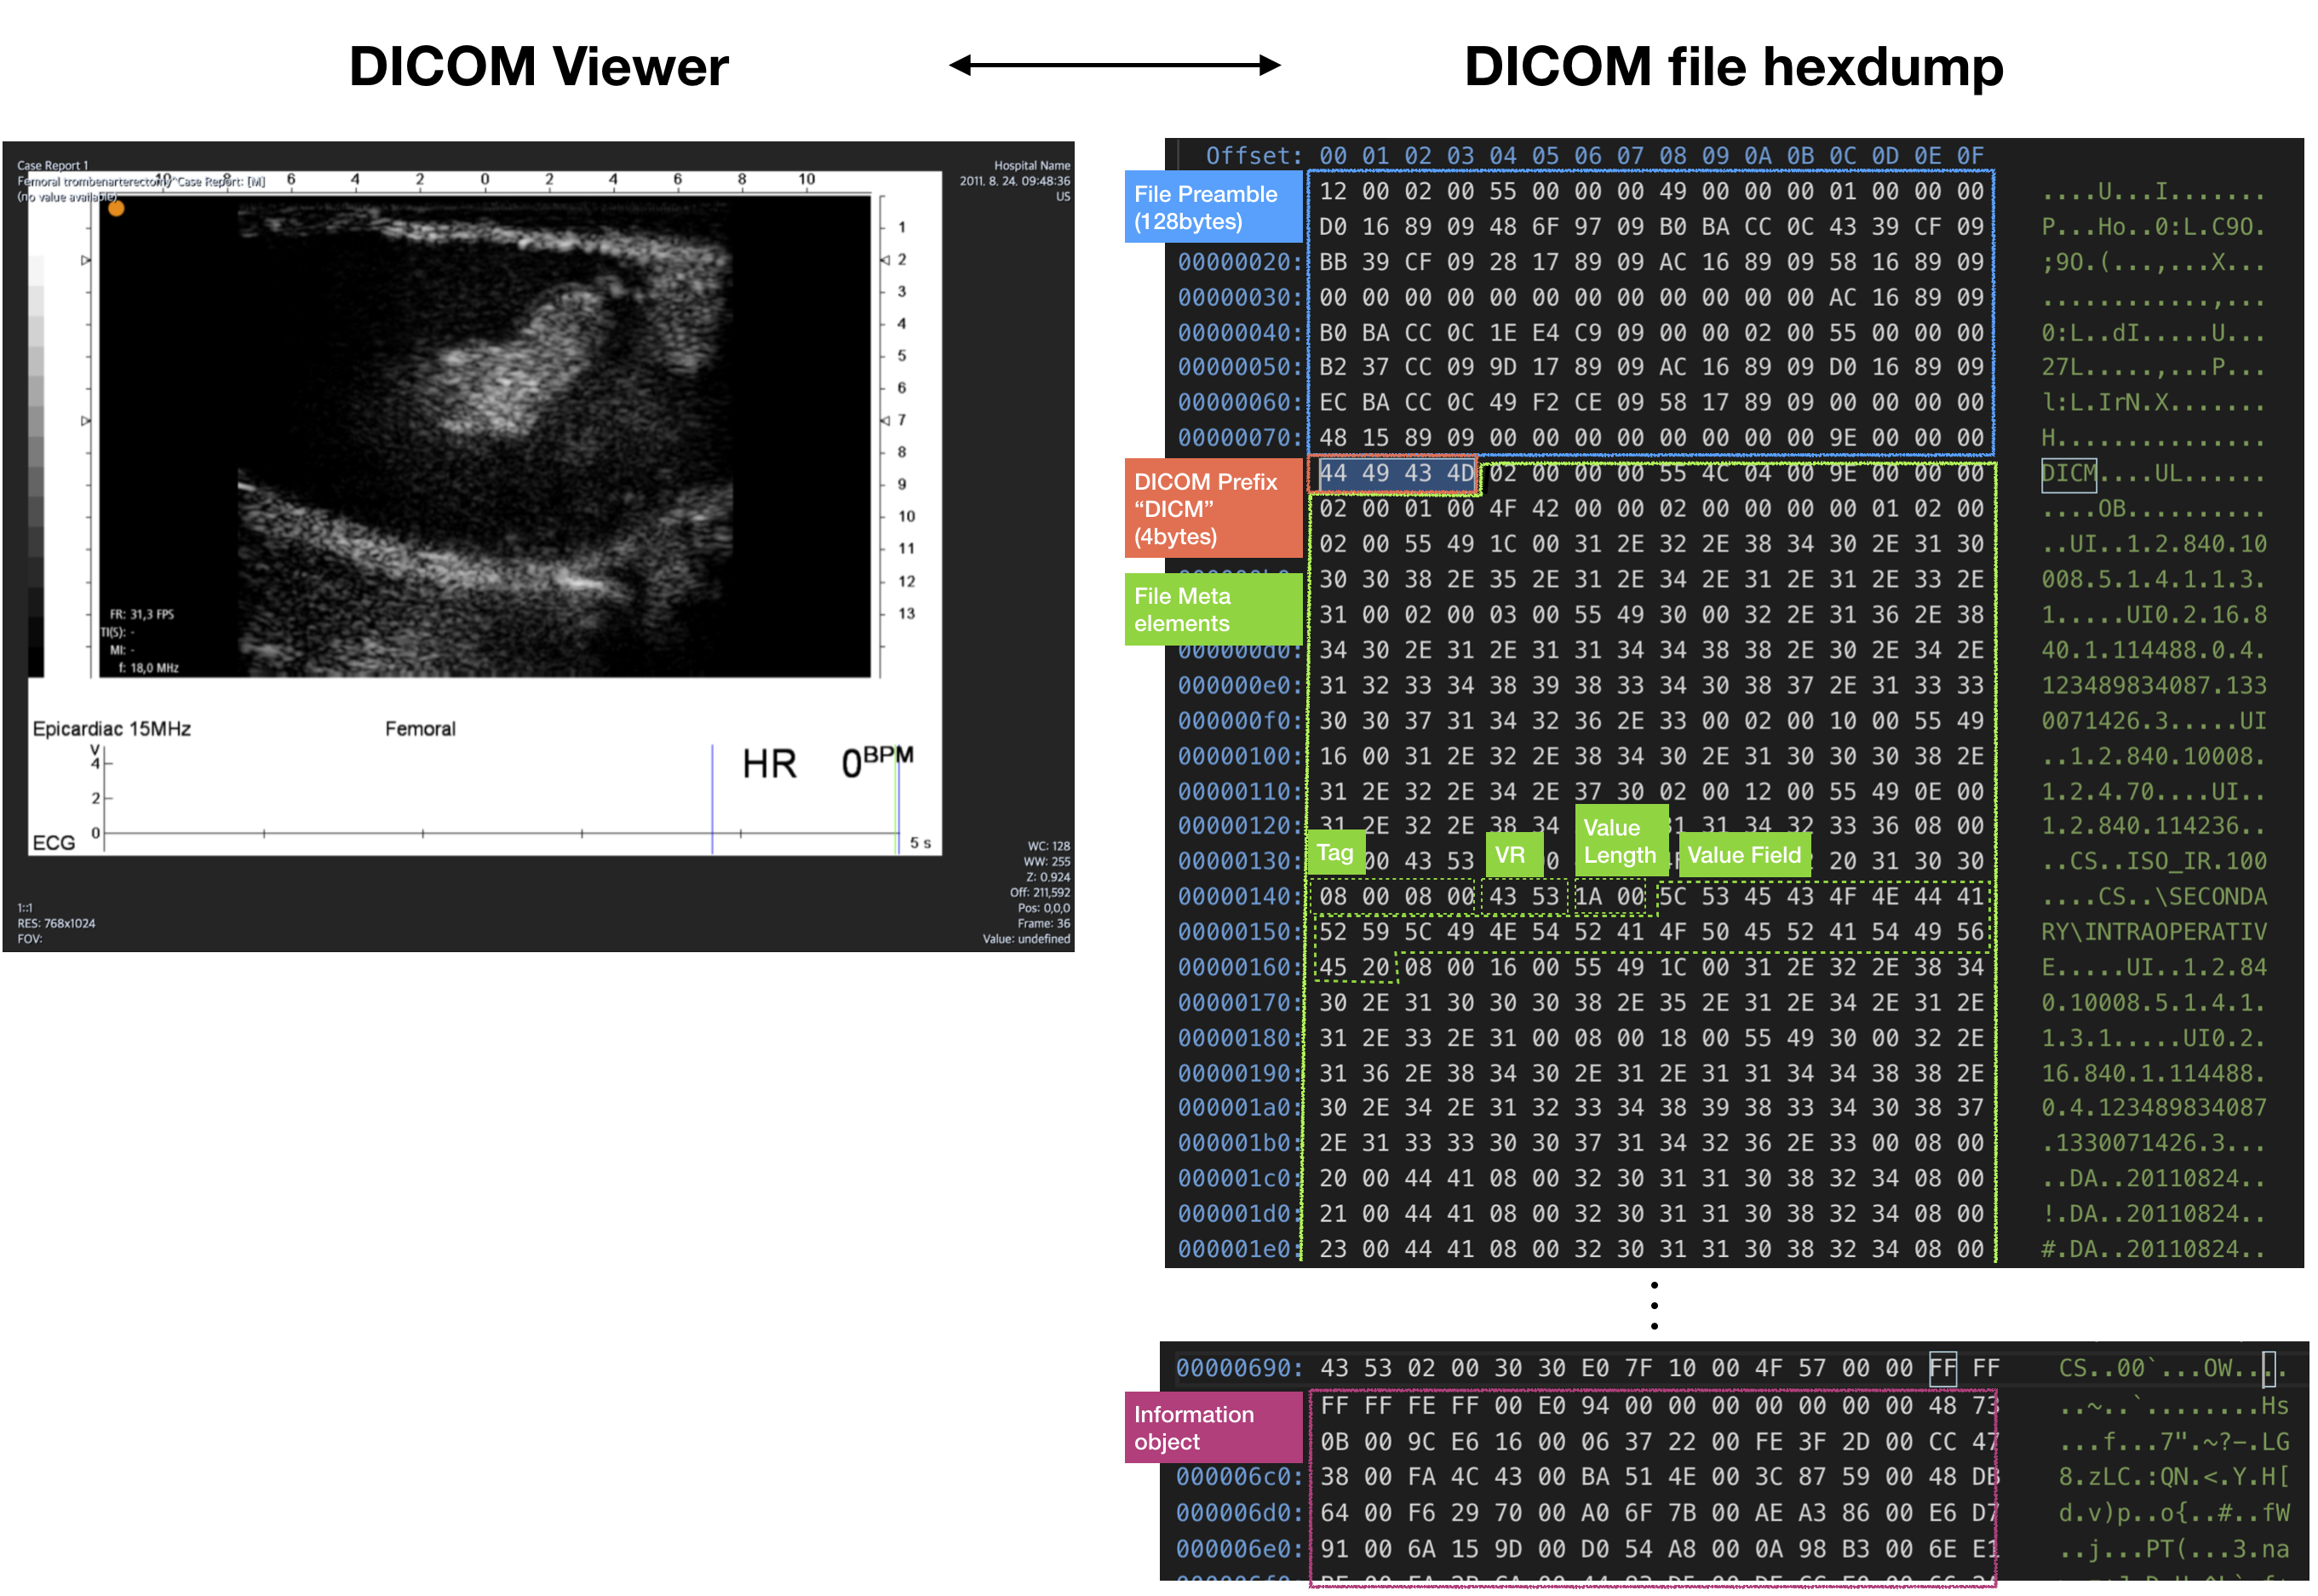 DICOM Viewer
DICOM file hexdump
Case Report 1
Femoral trombenarterectomy^Case Report: [M]
(no value available)
Hospital Name
2011. 8. 24. 09:48:36
US
10 8 6 4 2 0 2 4 6 8 10
1
2
3
4
5
6
7
8
9
10
11
12
13
FR: 31,3 FPS
TI(S): -
MI: -
f: 18,0 MHz
Epicardiac 15MHz
Femoral
HR 0 BPM
V
4
2
0
ECG
5 s
1::1
RES: 768x1024
FOV:
WC: 128
WW: 255
Z: 0.924
Off: 211,592
Pos: 0,0,0
Frame: 36
Value: undefined
Offset: 00 01 02 03 04 05 06 07 08 09 0A 0B 0C 0D 0E 0F
File Preamble
(128bytes)
12 00 02 00 55 00 00 00 49 00 00 00 01 00 00 00 ....U...I.......
D0 16 89 09 48 6F 97 09 B0 BA CC 0C 43 39 CF 09 P...Ho..0:L.C9O.
00000020: BB 39 CF 09 28 17 89 09 AC 16 89 09 58 16 89 09 ;9O.(...,...X...
00000030: 00 00 00 00 00 00 00 00 00 00 00 00 AC 16 89 09 ............,...
00000040: B0 BA CC 0C 1E E4 C9 09 00 00 02 00 55 00 00 00 0:L..dI.....U...
00000050: B2 37 CC 09 9D 17 89 09 AC 16 89 09 D0 16 89 09 27L.....,...P...
00000060: EC BA CC 0C 49 F2 CE 09 58 17 89 09 00 00 00 00 l:L.IrN.X.......
00000070: 48 15 89 09 00 00 00 00 00 00 00 00 9E 00 00 00 H...............
DICOM Prefix
“DICM”
(4bytes)
44 49 43 4D 02 00 00 00 55 4C 04 00 9E 00 00 00 DICM....UL......
02 00 01 00 4F 42 00 00 02 00 00 00 00 01 02 00 ....OB..........
02 00 55 49 1C 00 31 2E 32 2E 38 34 30 2E 31 30 ..UI..1.2.840.10
File Meta
elements
30 30 38 2E 35 2E 31 2E 34 2E 31 2E 31 2E 33 2E 008.5.1.4.1.1.3.
31 00 02 00 03 00 55 49 30 00 32 2E 31 36 2E 38 1.....UI0.2.16.8
000000d0: 34 30 2E 31 2E 31 31 34 34 38 38 2E 30 2E 34 2E 40.1.114488.0.4.
000000e0: 31 32 33 34 38 39 38 33 34 30 38 37 2E 31 33 33 123489834087.133
000000f0: 30 30 37 31 34 32 36 2E 33 00 02 00 10 00 55 49 0071426.3.....UI
00000100: 16 00 31 2E 32 2E 38 34 30 2E 31 30 30 30 38 2E ..1.2.840.10008.
00000110: 31 2E 32 2E 34 2E 37 30 02 00 12 00 55 49 0E 00 1.2.4.70....UI..
00000120: 31 2E 32 2E 38 34 31 31 34 32 33 36 08 00 1.2.840.114236..
Tag
VR
Value
Length
Value Field
00000130: 00 43 53 20 31 30 30 ..CS..ISO_IR.100
00000140: 08 00 08 00 43 53 1A 00 5C 53 45 43 4F 4E 44 41 ....CS..\SECONDA
00000150: 52 59 5C 49 4E 54 52 41 4F 50 45 52 41 54 49 56 RY\INTRAOPERATIV
00000160: 45 20 08 00 16 00 55 49 1C 00 31 2E 32 2E 38 34 E.....UI..1.2.84
00000170: 30 2E 31 30 30 30 38 2E 35 2E 31 2E 34 2E 31 2E 0.10008.5.1.4.1.
00000180: 31 2E 33 2E 31 00 08 00 18 00 55 49 30 00 32 2E 1.3.1.....UI0.2.
00000190: 31 36 2E 38 34 30 2E 31 2E 31 31 34 34 38 38 2E 16.840.1.114488.
000001a0: 30 2E 34 2E 31 32 33 34 38 39 38 33 34 30 38 37 0.4.123489834087
000001b0: 2E 31 33 33 30 30 37 31 34 32 36 2E 33 00 08 00 .1330071426.3...
000001c0: 20 00 44 41 08 00 32 30 31 31 30 38 32 34 08 00 ..DA..20110824..
000001d0: 21 00 44 41 08 00 32 30 31 31 30 38 32 34 08 00 !.DA..20110824..
000001e0: 23 00 44 41 08 00 32 30 31 31 30 38 32 34 08 00 #.DA..20110824..
00000690: 43 53 02 00 30 30 E0 7F 10 00 4F 57 00 00 FF FF CS..00`...OW....
Information
object
FF FF FE FF 00 E0 94 00 00 00 00 00 00 00 48 73 ..~..`........Hs
0B 00 9C E6 16 00 06 37 22 00 FE 3F 2D 00 CC 47 ...f...7".~?-.LG
000006c0: 38 00 FA 4C 43 00 BA 51 4E 00 3C 87 59 00 48 DB 8.zLC.:QN.<.Y.H[
000006d0: 64 00 F6 29 70 00 A0 6F 7B 00 AE A3 86 00 E6 D7 d.v)p..o{..#..fW
000006e0: 91 00 6A 15 9D 00 D0 54 A8 00 0A 98 B3 00 6E E1 ..j...PT(...3.na